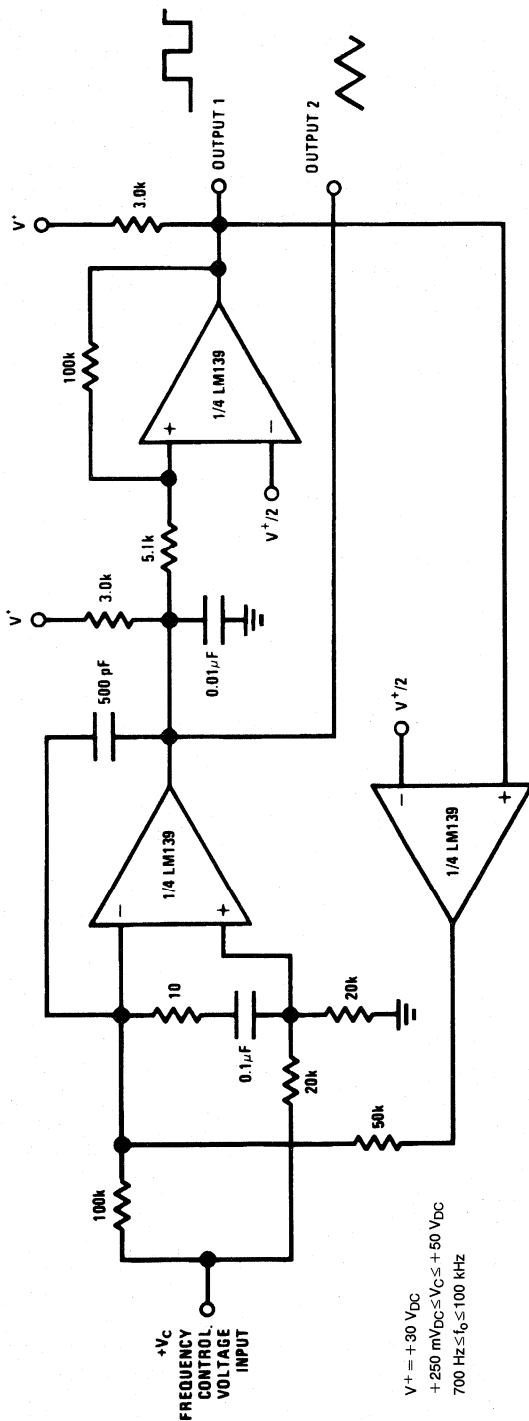 +VC
FREQUENCY
CONTROL.
VOLTAGE
INPUT
100k
20k
50k
10
0.1μF
20k
−
+
1/4 LM139
500 pF
V+
3.0k
0.01μF
5.1k
100k
+
−
1/4 LM139
V+/2
V+
3.0k
OUTPUT 1
OUTPUT 2
V+/2
−
+
1/4 LM139
V+ = +30 VDC
+250 mVDC ≤ VC ≤ +50 VDC
700 Hz ≤ fo ≤ 100 kHz